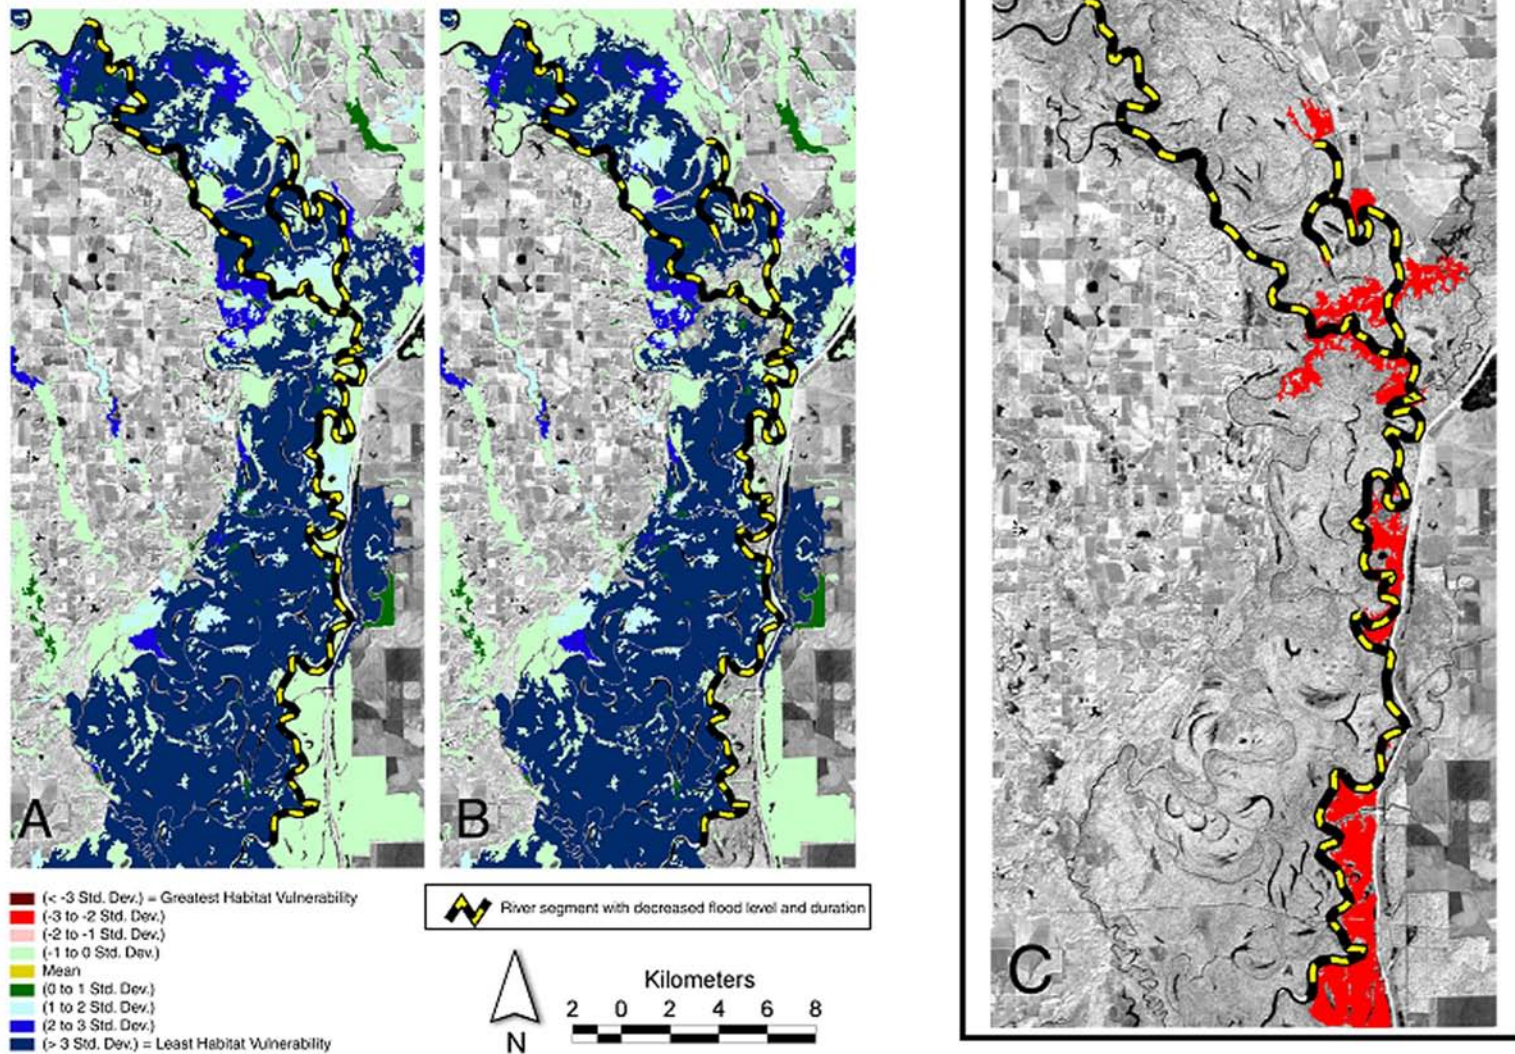 A
B
C
(< -3 Std. Dev.) = Greatest Habitat Vulnerability
(-3 to -2 Std. Dev.)
(-2 to -1 Std. Dev.)
(-1 to 0 Std. Dev.)
Mean
(0 to 1 Std. Dev.)
(1 to 2 Std. Dev.)
(2 to 3 Std. Dev.)
(> 3 Std. Dev.) = Least Habitat Vulnerability
River segment with decreased flood level and duration
N
Kilometers
2 0 2 4 6 8